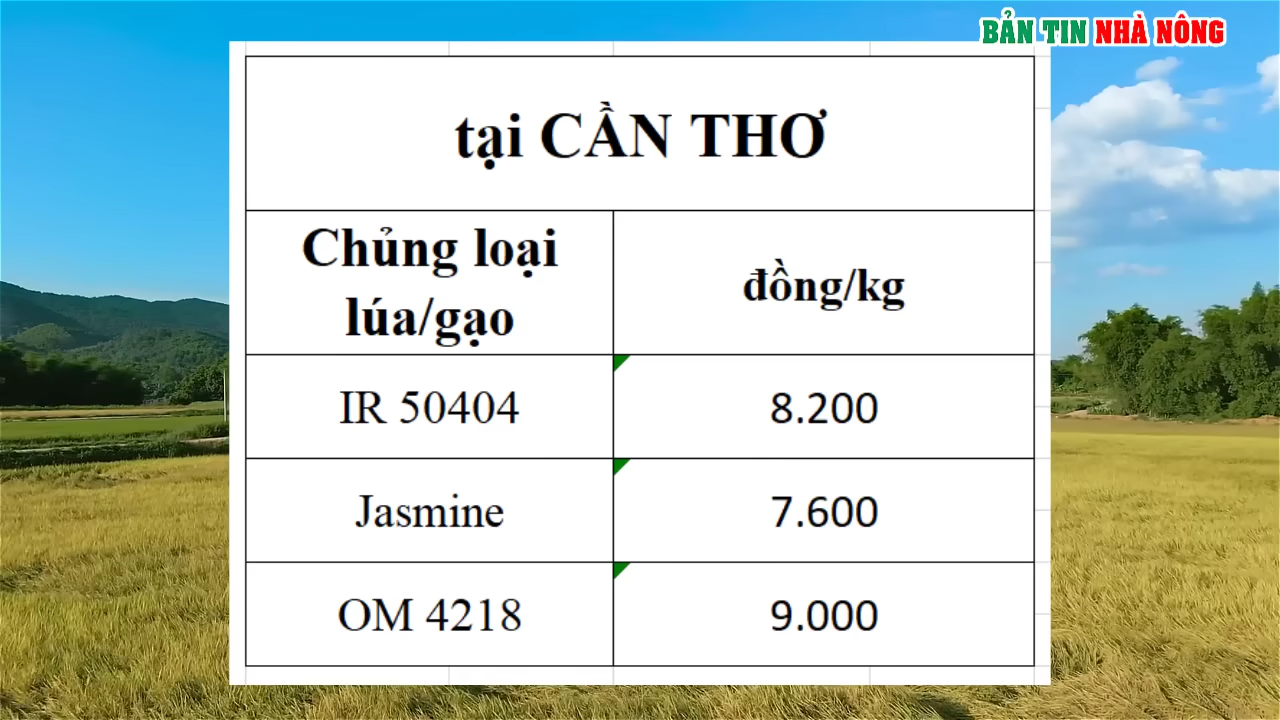 BẢN TIN NHÀ NÔNG
tại CẦN THƠ
Chủng loại
lúa/gạo
đồng/kg
IR 50404
8.200
Jasmine
7.600
OM 4218
9.000